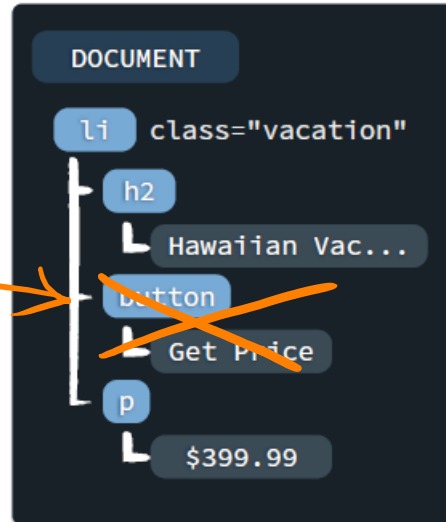 DOCUMENT
li class="vacation"
h2
Hawaiian Vac...
button
Get Price
p
$399.99